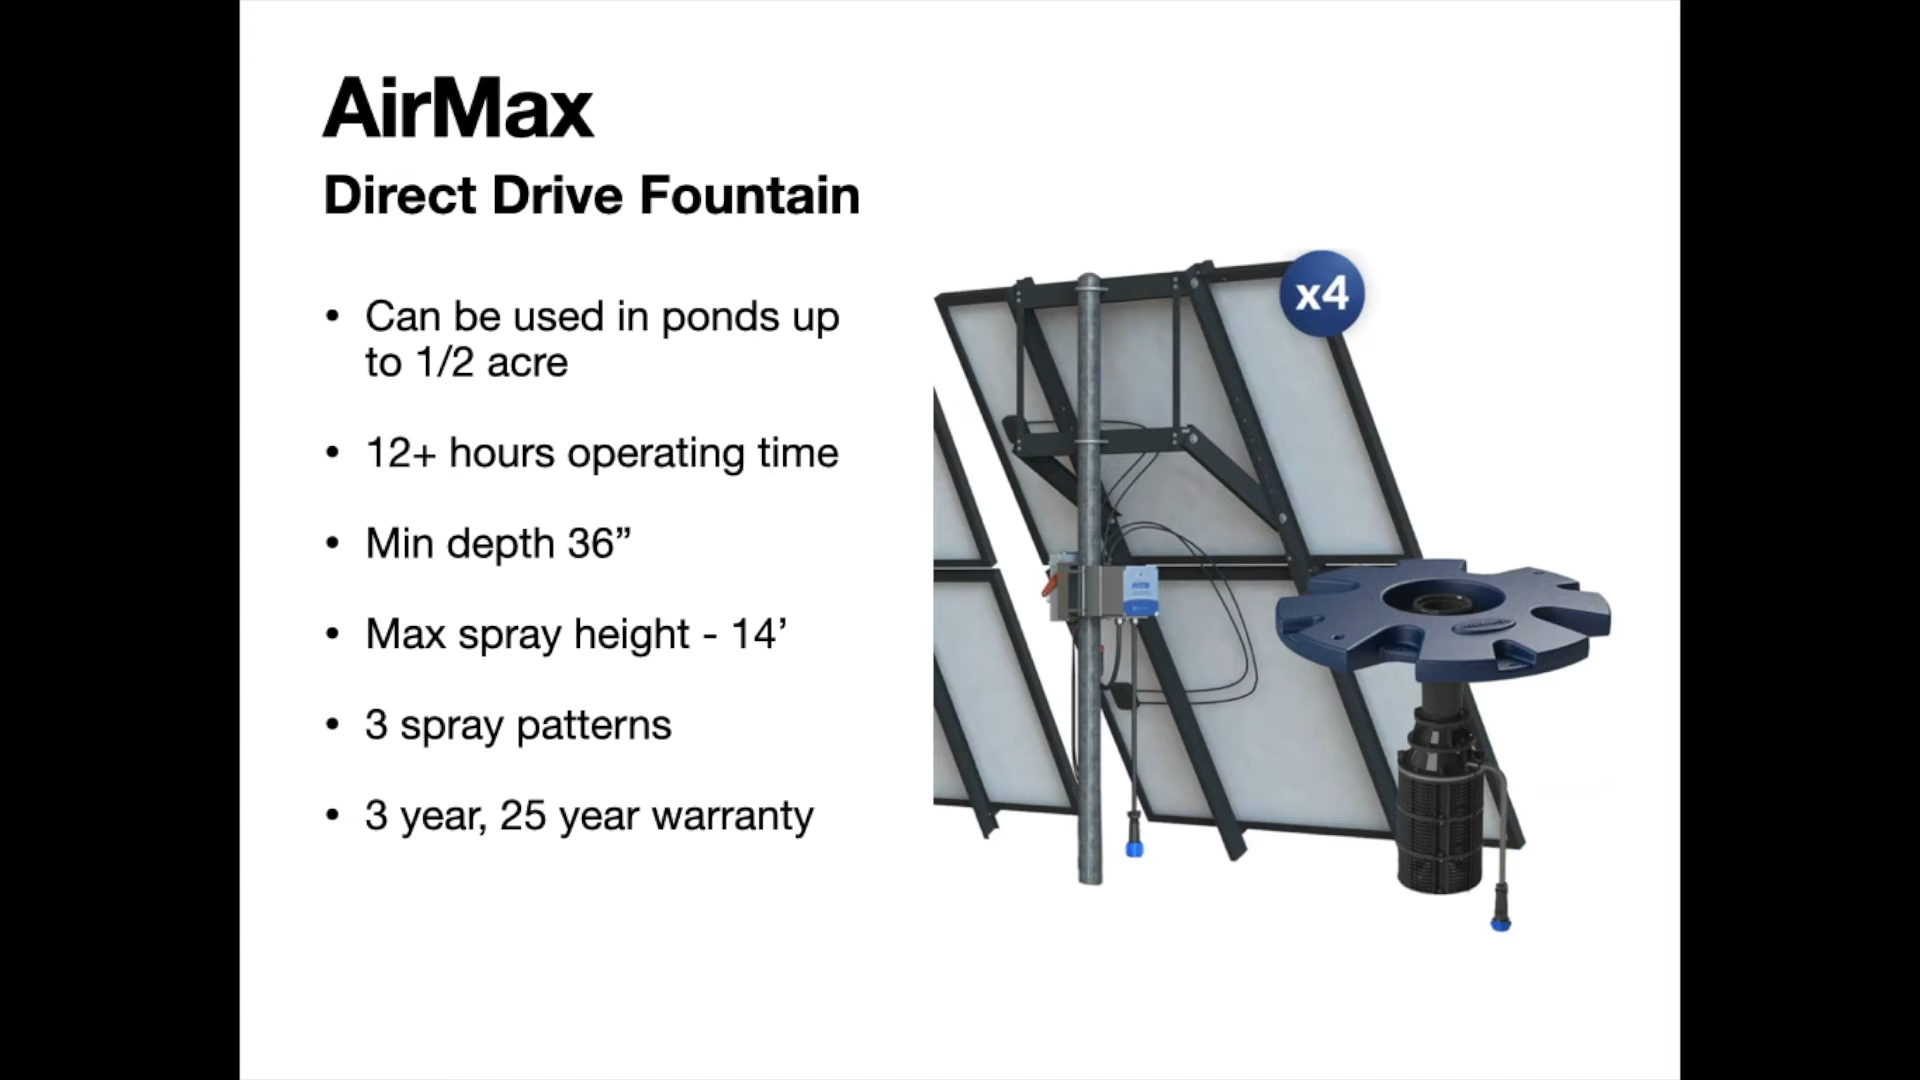 AirMax
Direct Drive Fountain
• Can be used in ponds up
to 1/2 acre
• 12+ hours operating time
• Min depth 36”
• Max spray height - 14’
• 3 spray patterns
• 3 year, 25 year warranty
x4